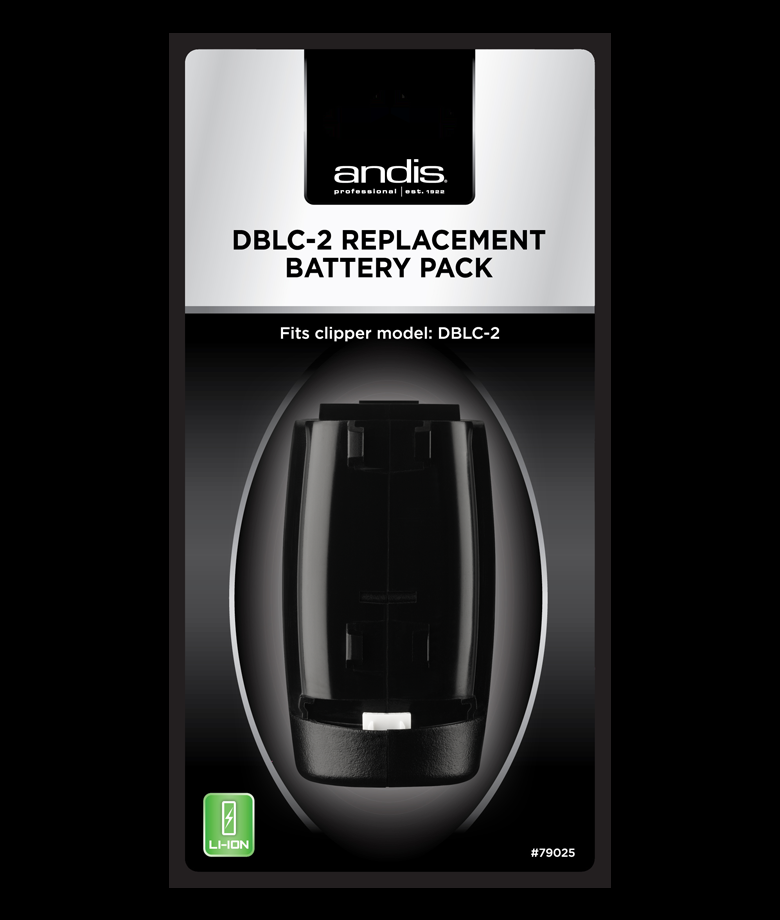 andis
professional | est. 1922
DBLC-2 REPLACEMENT
BATTERY PACK
Fits clipper model: DBLC-2
LI-ION
#79025